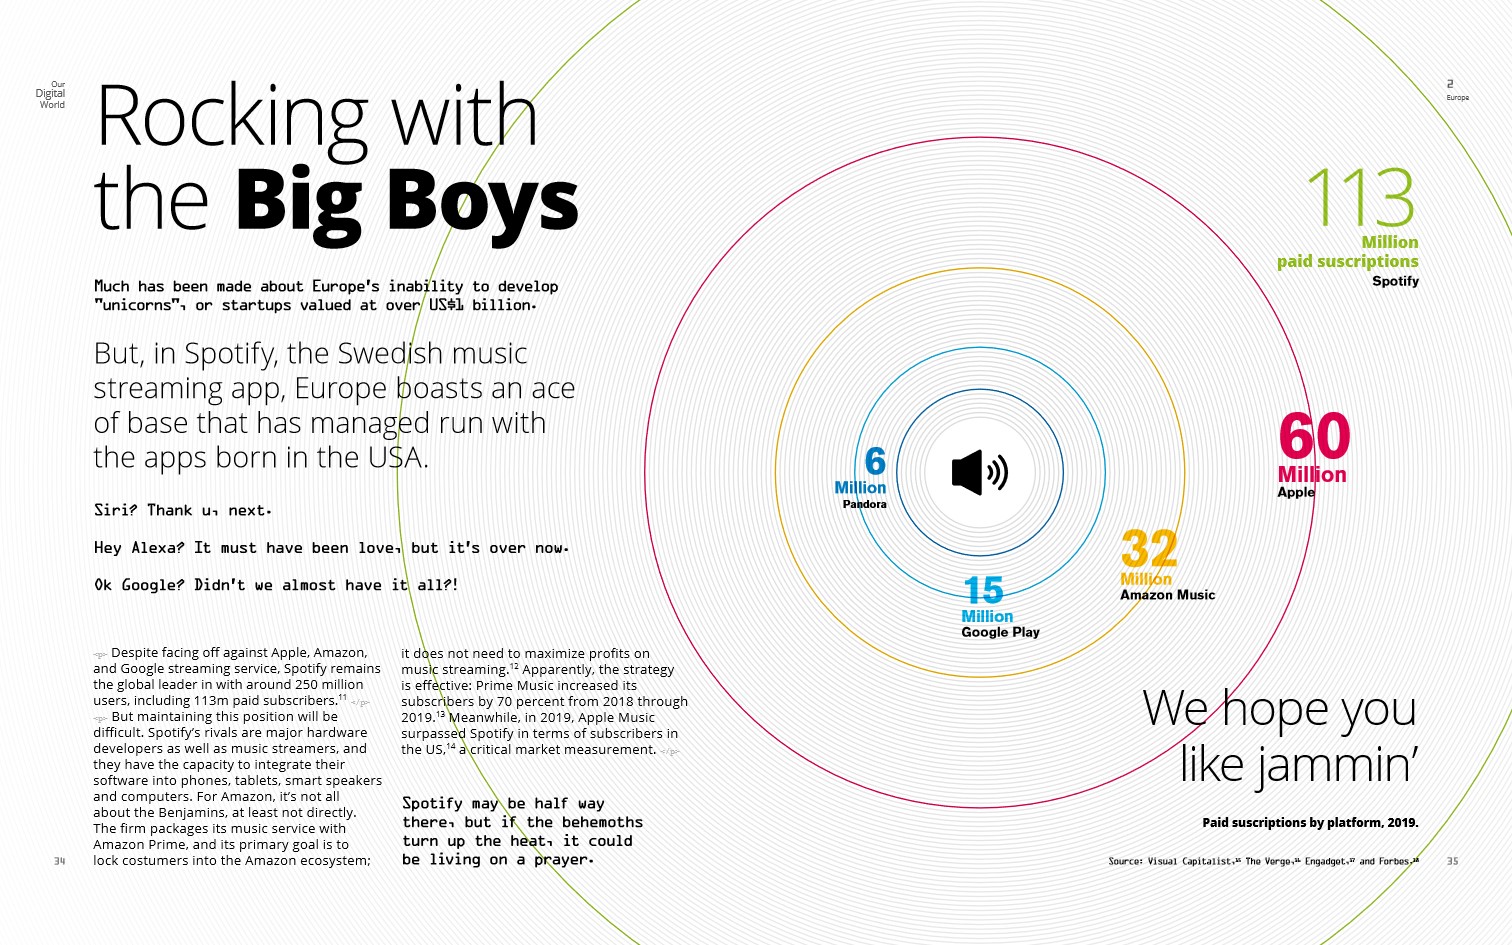 Our
Digital
World
Rocking with
the Big Boys
Much has been made about Europe's inability to develop
"unicorns", or startups valued at over US$1 billion.
But, in Spotify, the Swedish music
streaming app, Europe boasts an ace
of base that has managed run with
the apps born in the USA.
Siri? Thank u, next.
Hey Alexa? It must have been love, but it's over now.
Ok Google? Didn't we almost have it all?!
<p> Despite facing off against Apple, Amazon,
and Google streaming service, Spotify remains
the global leader in with around 250 million
users, including 113m paid subscribers.¹¹ </p>
<p> But maintaining this position will be
difficult. Spotify's rivals are major hardware
developers as well as music streamers, and
they have the capacity to integrate their
software into phones, tablets, smart speakers
and computers. For Amazon, it's not all
about the Benjamins, at least not directly.
The firm packages its music service with
Amazon Prime, and its primary goal is to
lock costumers into the Amazon ecosystem;
it does not need to maximize profits on
music streaming.¹² Apparently, the strategy
is effective: Prime Music increased its
subscribers by 70 percent from 2018 through
2019.¹³ Meanwhile, in 2019, Apple Music
surpassed Spotify in terms of subscribers in
the US,¹⁴ a critical market measurement. </p>
Spotify may be half way
there, but if the behemoths
turn up the heat, it could
be living on a prayer.
34
2
Europe
113
Million
paid suscriptions
Spotify
60
Million
Apple
6
Million
Pandora
32
Million
Amazon Music
15
Million
Google Play
We hope you
like jammin'
Paid suscriptions by platform, 2019.
Source: Visual Capitalist,¹⁵ The Verge,¹⁶ Engadget,¹⁷ and Forbes.¹⁸
35